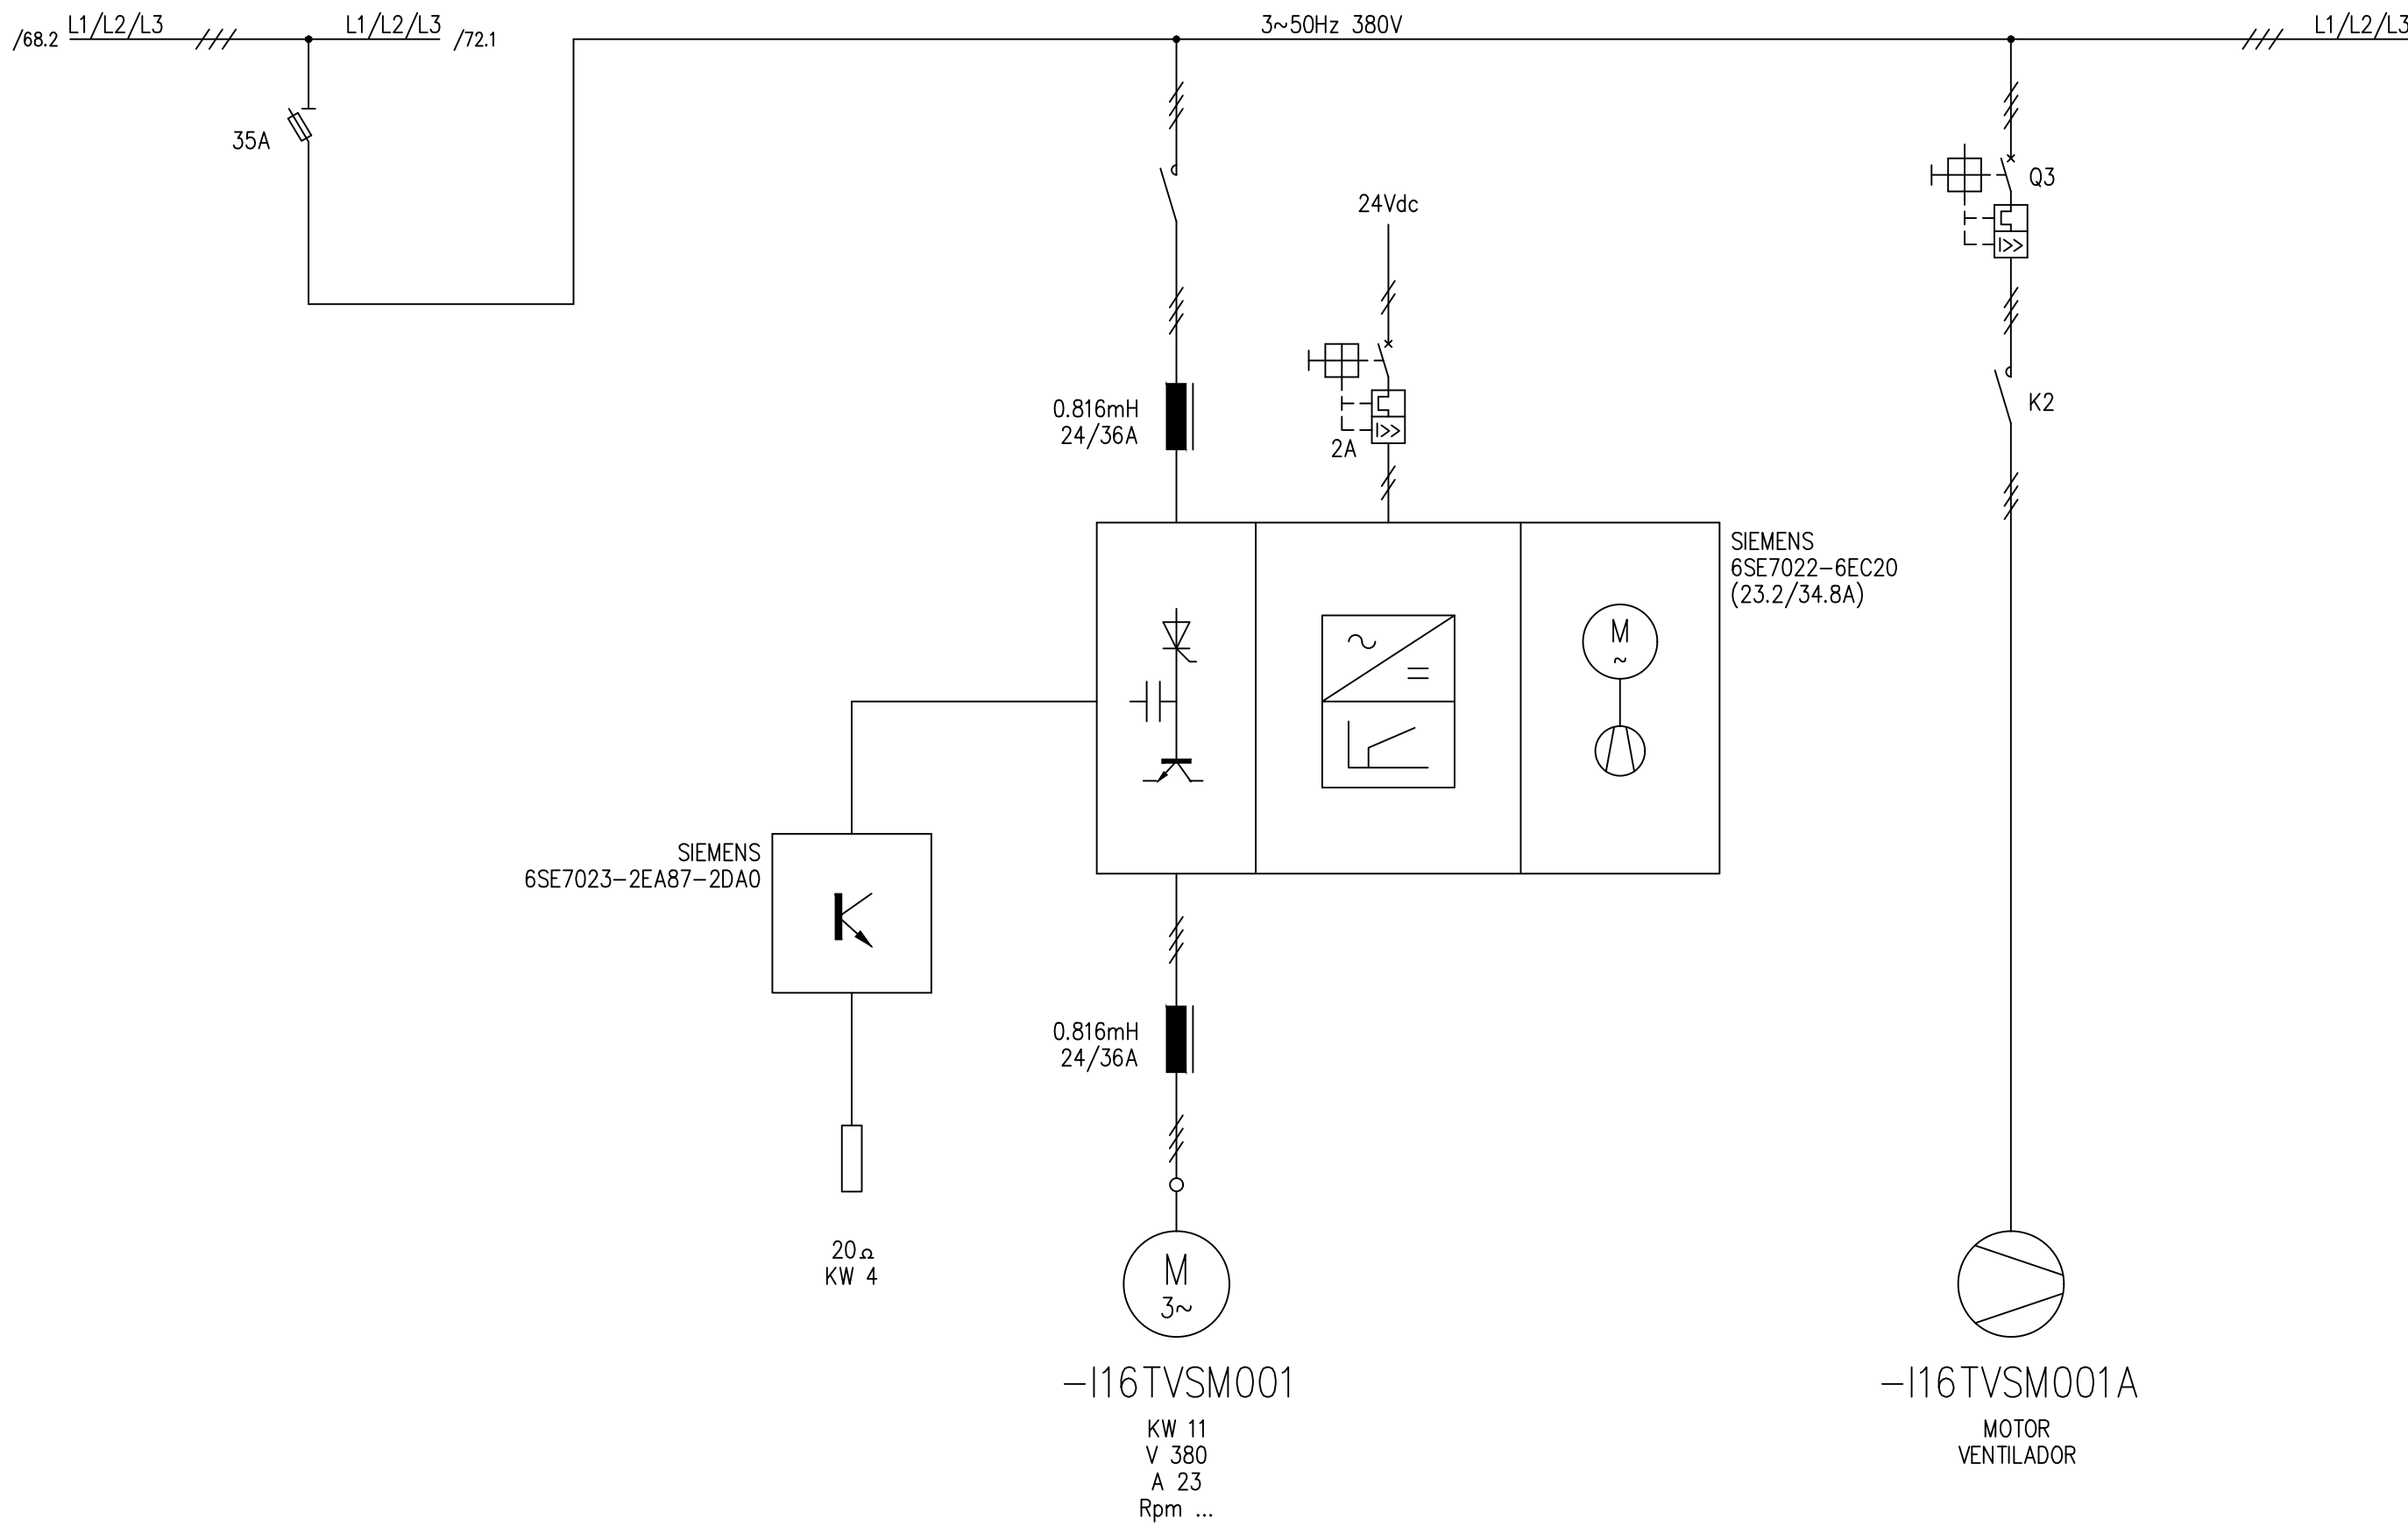 /68.2 L1/L2/L3
L1/L2/L3 /72.1
3~50Hz 380V
L1/L2/L3
35A
Q3
24Vdc
K2
0.816mH
24/36A
2A
SIEMENS
6SE7022-6EC20
(23.2/34.8A)
M
~
SIEMENS
6SE7023-2EA87-2DA0
0.816mH
24/36A
20Ω
KW 4
M
3~
-I16TVSM001
KW 11
V 380
A 23
Rpm ...
-I16TVSM001A
MOTOR
VENTILADOR